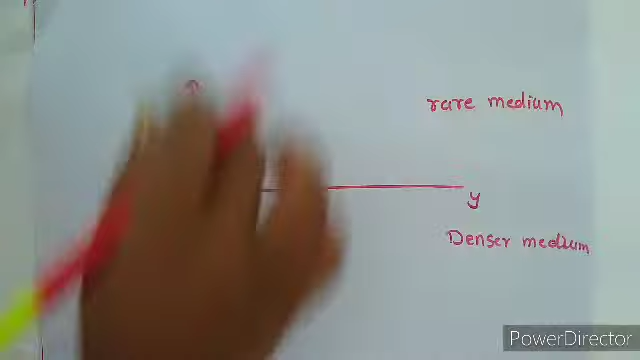 rare medium
y
Denser medium
PowerDirector